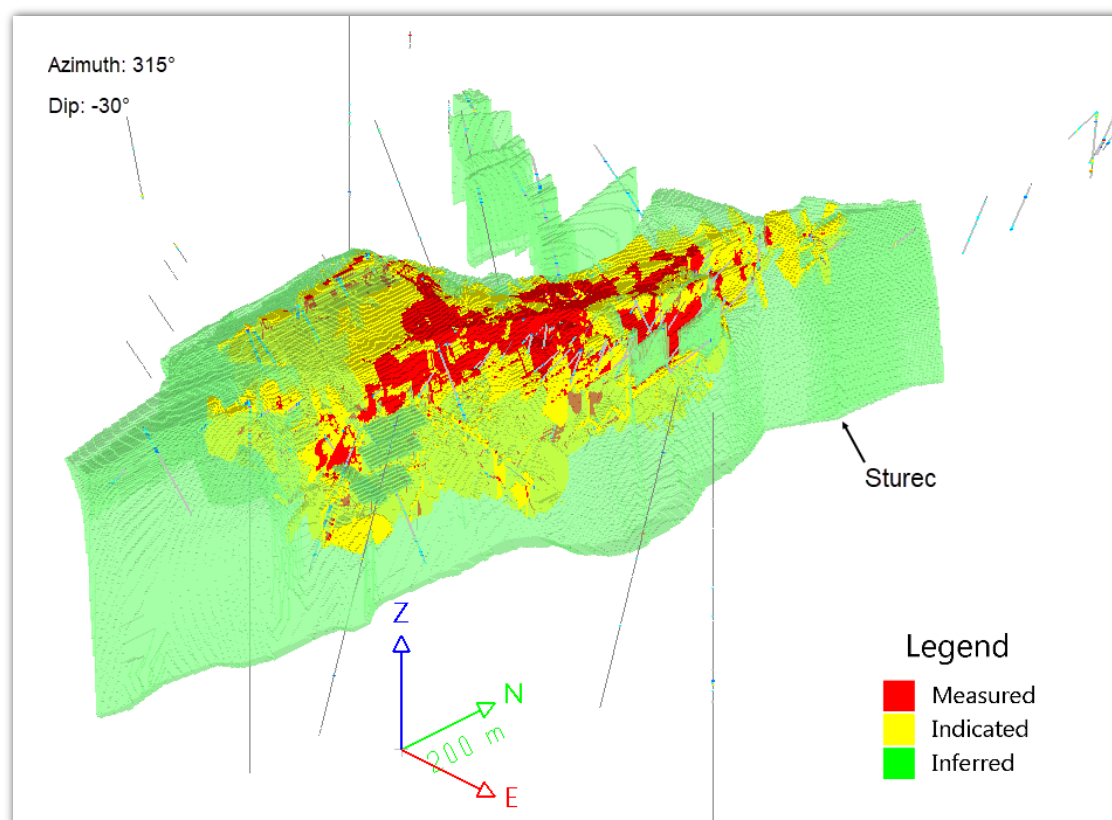 Azimuth: 315°
Dip: -30°
Sturec
Z
N
200 m
E
Legend
Measured
Indicated
Inferred